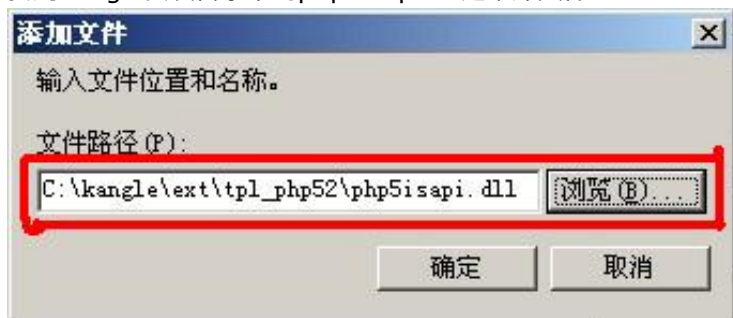 添加文件
输入文件位置和名称。
文件路径(P):
C:\kangle\ext\tpl_php52\php5isapi.dll 浏览(B)...
确定 取消